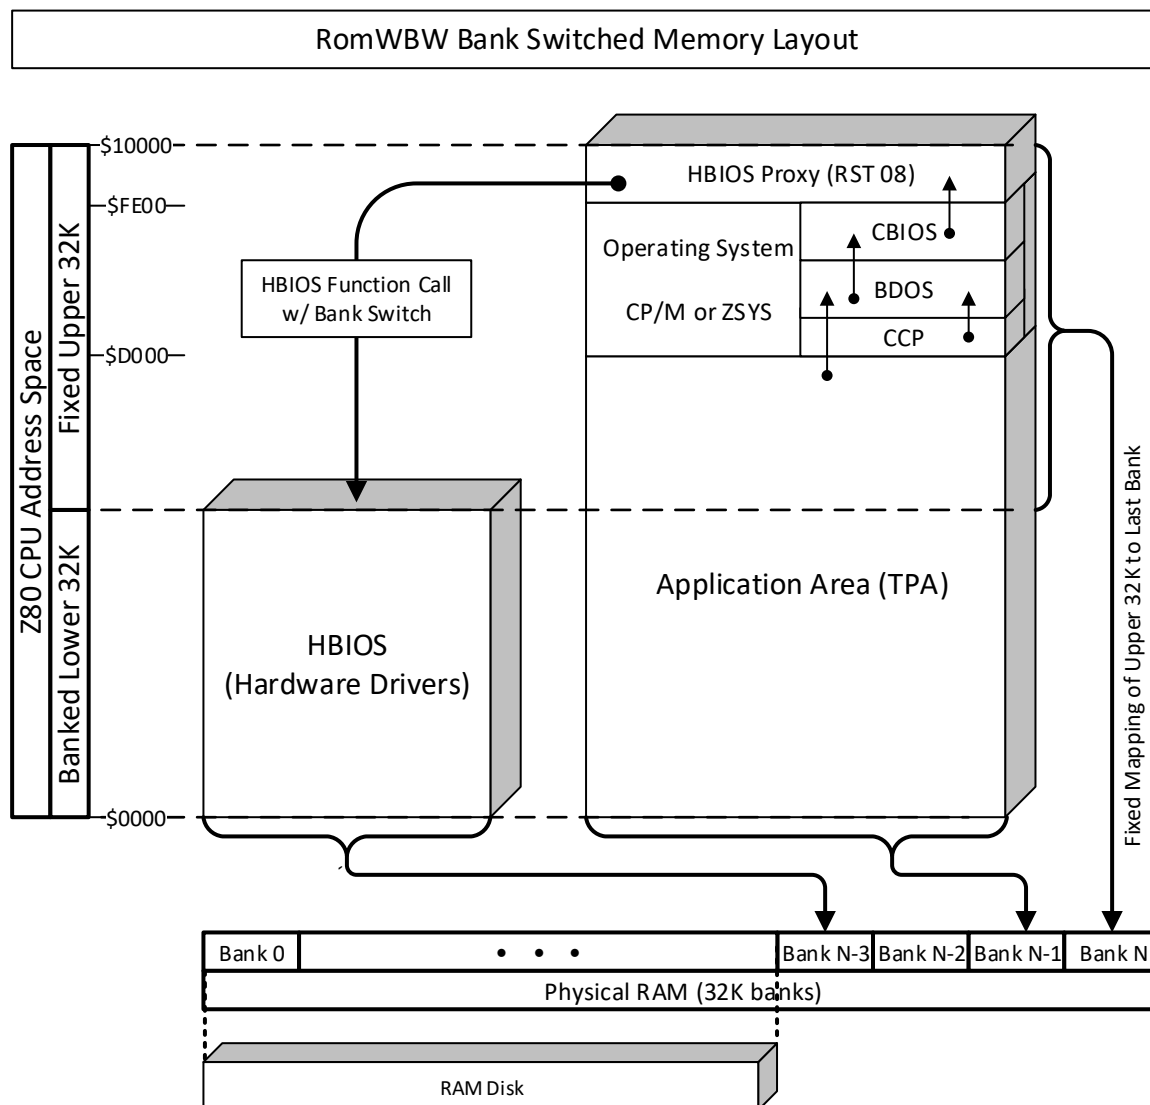 RomWBW Bank Switched Memory Layout
$10000
HBIOS Proxy (RST 08)
$FE00
CBIOS
Operating System
HBIOS Function Call
w/ Bank Switch
BDOS
CP/M or ZSYS
CCP
$D000
Z80 CPU Address Space
Fixed Upper 32K
Banked Lower 32K
Application Area (TPA)
HBIOS
(Hardware Drivers)
Fixed Mapping of Upper 32K to Last Bank
$0000
Bank 0
• • •
Bank N-3
Bank N-2
Bank N-1
Bank N
Physical RAM (32K banks)
RAM Disk